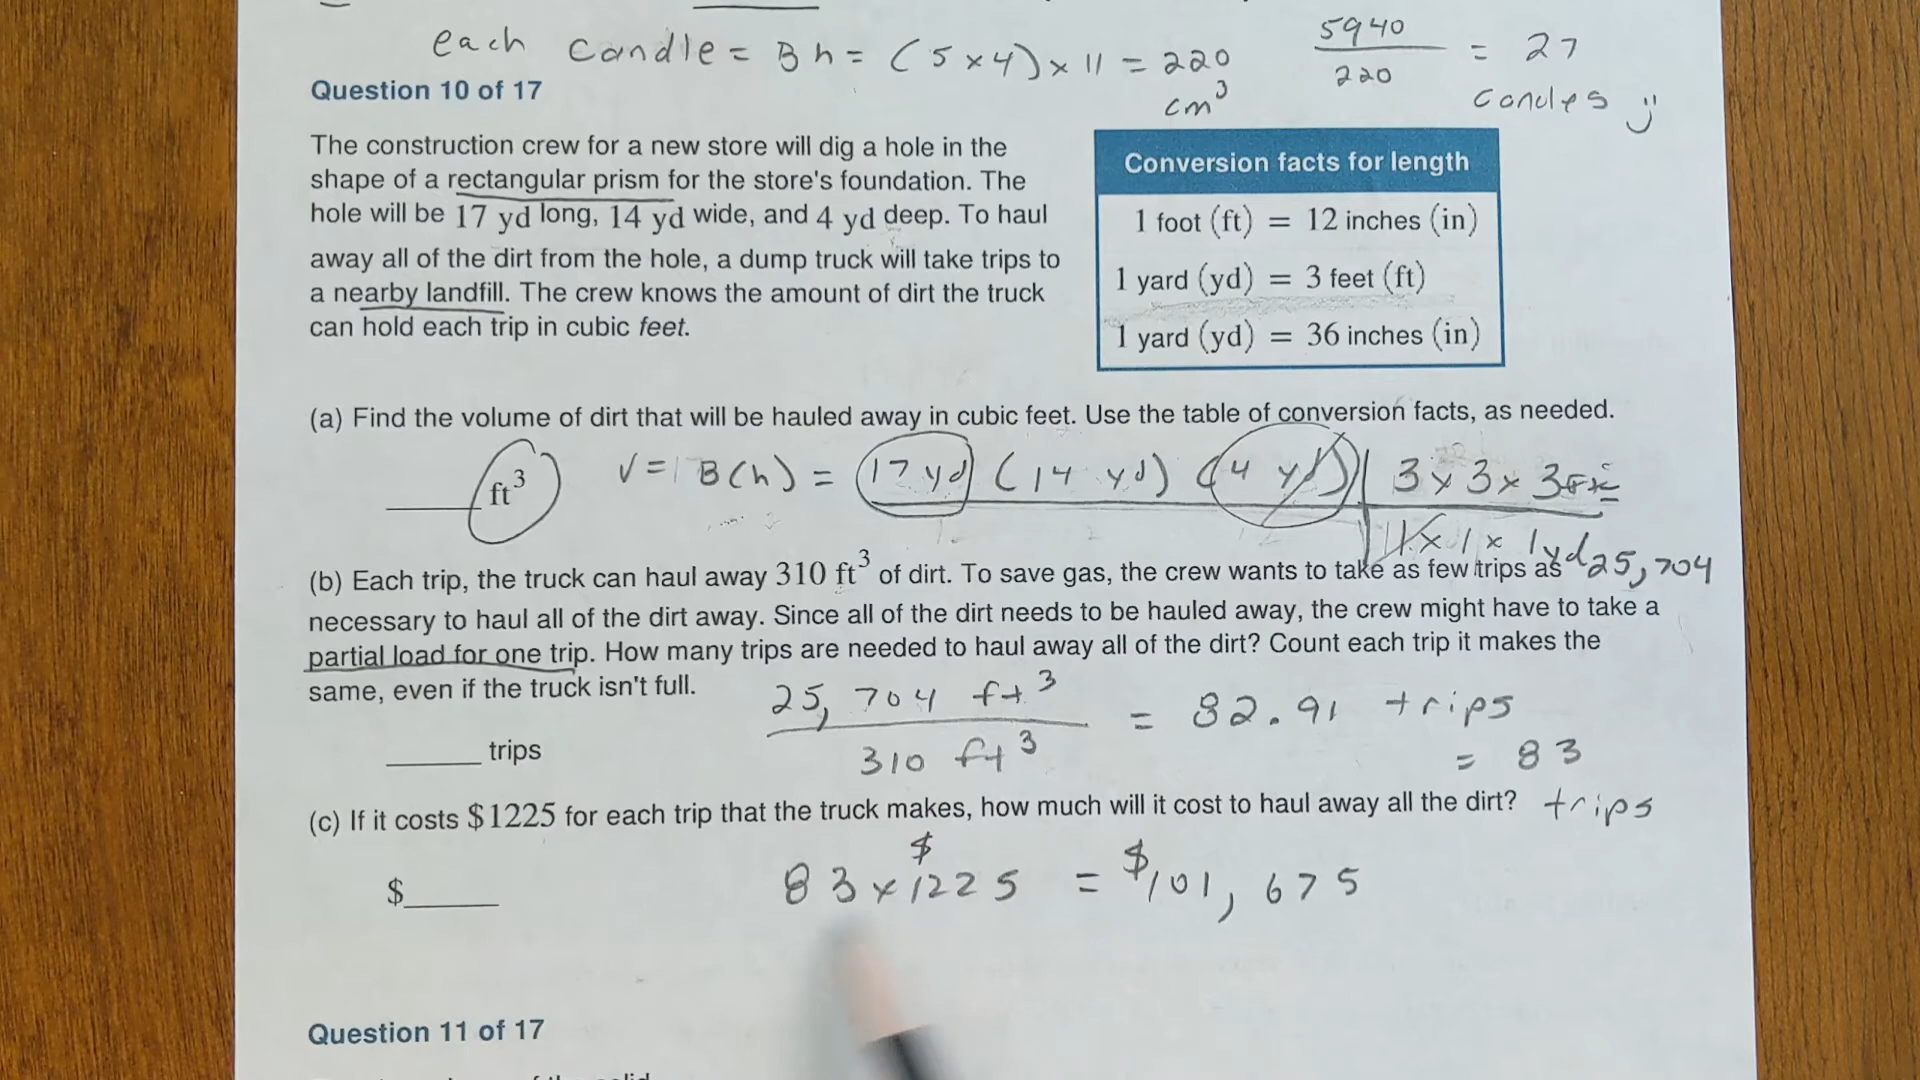 each candle = Bh = (5×4)×11 = 220 cm³
5940
220
= 27 candles
Question 10 of 17
The construction crew for a new store will dig a hole in the
shape of a rectangular prism for the store's foundation. The
hole will be 17 yd long, 14 yd wide, and 4 yd deep. To haul
away all of the dirt from the hole, a dump truck will take trips to
a nearby landfill. The crew knows the amount of dirt the truck
can hold each trip in cubic feet.
Conversion facts for length
1 foot (ft) = 12 inches (in)
1 yard (yd) = 3 feet (ft)
1 yard (yd) = 36 inches (in)
(a) Find the volume of dirt that will be hauled away in cubic feet. Use the table of conversion facts, as needed.
____ ft³
V = B(h) = (17 yd) (14 yd) (4 yd) | 3 × 3 × 3
1 × 1 × 1yd
25,704
(b) Each trip, the truck can haul away 310 ft³ of dirt. To save gas, the crew wants to take as few trips as
necessary to haul all of the dirt away. Since all of the dirt needs to be hauled away, the crew might have to take a
partial load for one trip. How many trips are needed to haul away all of the dirt? Count each trip it makes the
same, even if the truck isn't full.
25,704 ft³
310 ft³
= 82.91 trips
= 83 trips
____ trips
(c) If it costs $1225 for each trip that the truck makes, how much will it cost to haul away all the dirt?
$____
83 × $1225 = $101,675
Question 11 of 17